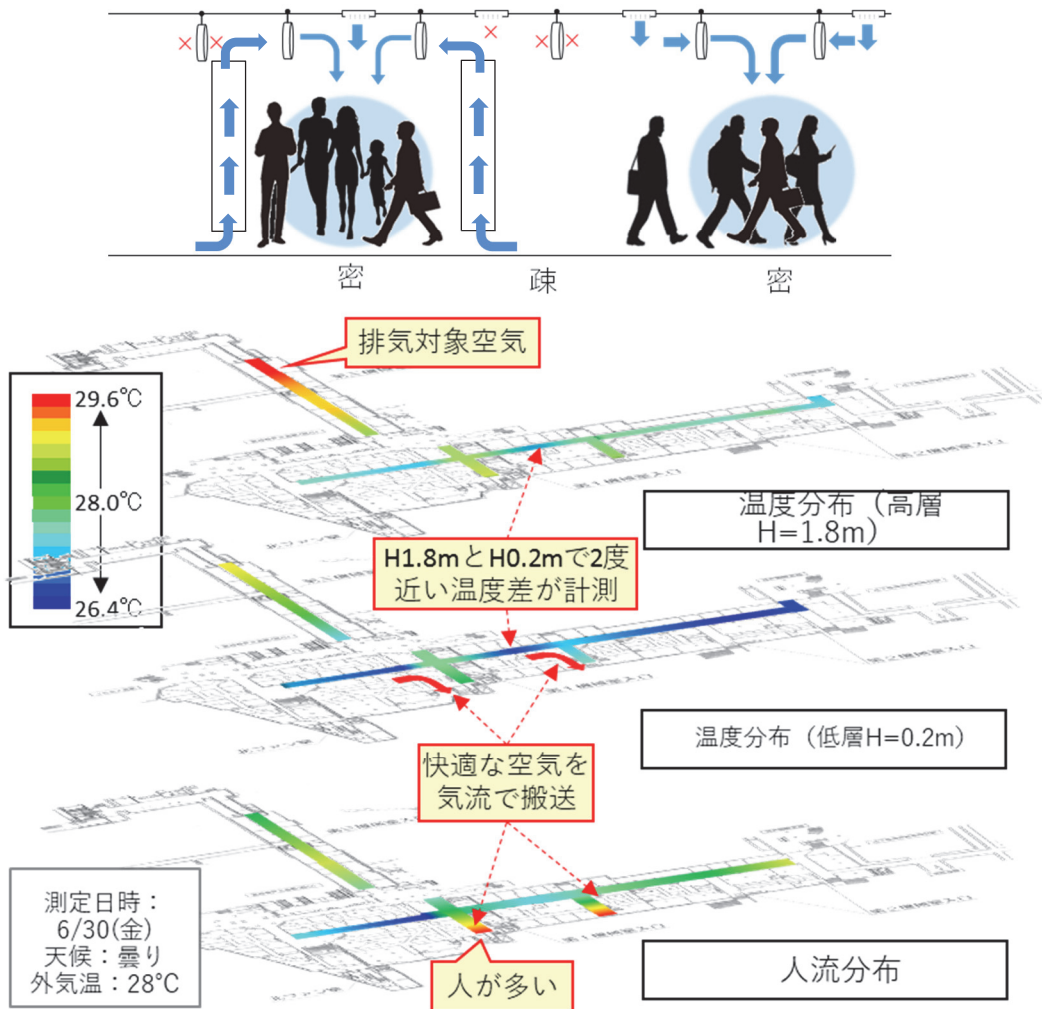 密
疎
密
排気対象空気
29.6℃
28.0℃
26.4℃
温度分布（高層
H=1.8m）
H1.8mとH0.2mで2度
近い温度差が計測
温度分布（低層H=0.2m）
快適な空気を
気流で搬送
測定日時：
6/30(金)
天候：曇り
外気温：28℃
人が多い
人流分布